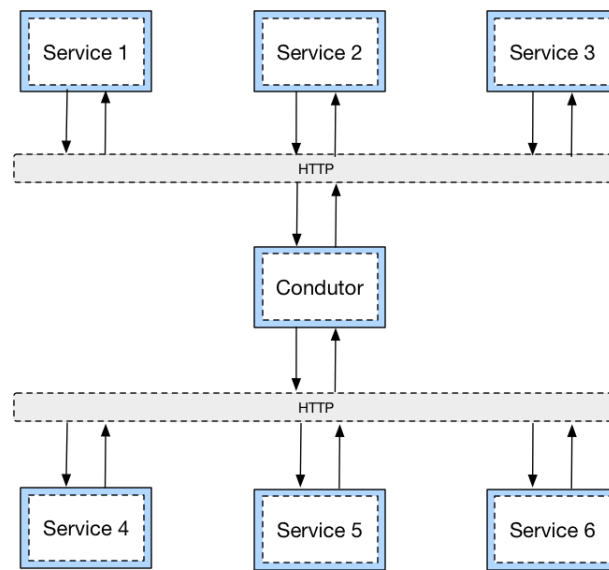 Service 1
Service 2
Service 3
HTTP
Condutor
HTTP
Service 4
Service 5
Service 6